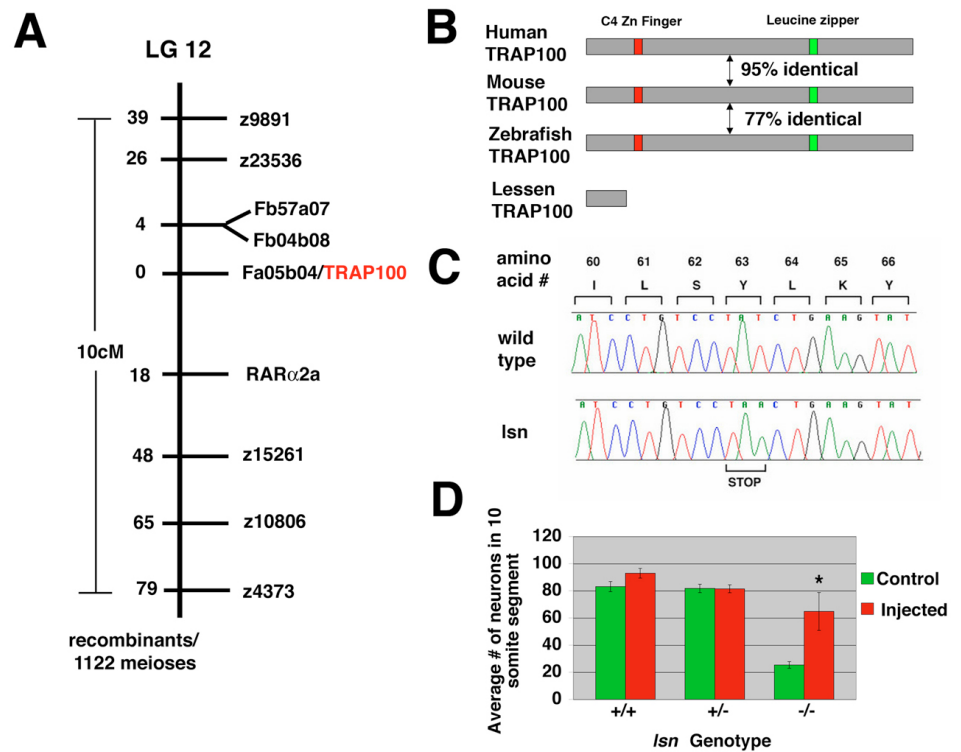 A
LG 12
39 z9891
26 z23536
Fb57a07
4
Fb04b08
0 Fa05b04/TRAP100
10cM
18 RARα2a
48 z15261
65 z10806
79 z4373
recombinants/
1122 meioses
B
C4 Zn Finger Leucine zipper
Human
TRAP100
95% identical
Mouse
TRAP100
77% identical
Zebrafish
TRAP100
Lessen
TRAP100
C
amino
acid #
60 61 62 63 64 65 66
I L S Y L K Y
A T C C T G T C C T A T C T G A A G T A T
wild
type
A T C C T G T C C T A A C T G A A G T A T
lsn
STOP
D
Average # of neurons in 10
somite segment
120
100
80
60
40
20
0
*
Control
Injected
+/+ +/- -/-
lsn Genotype